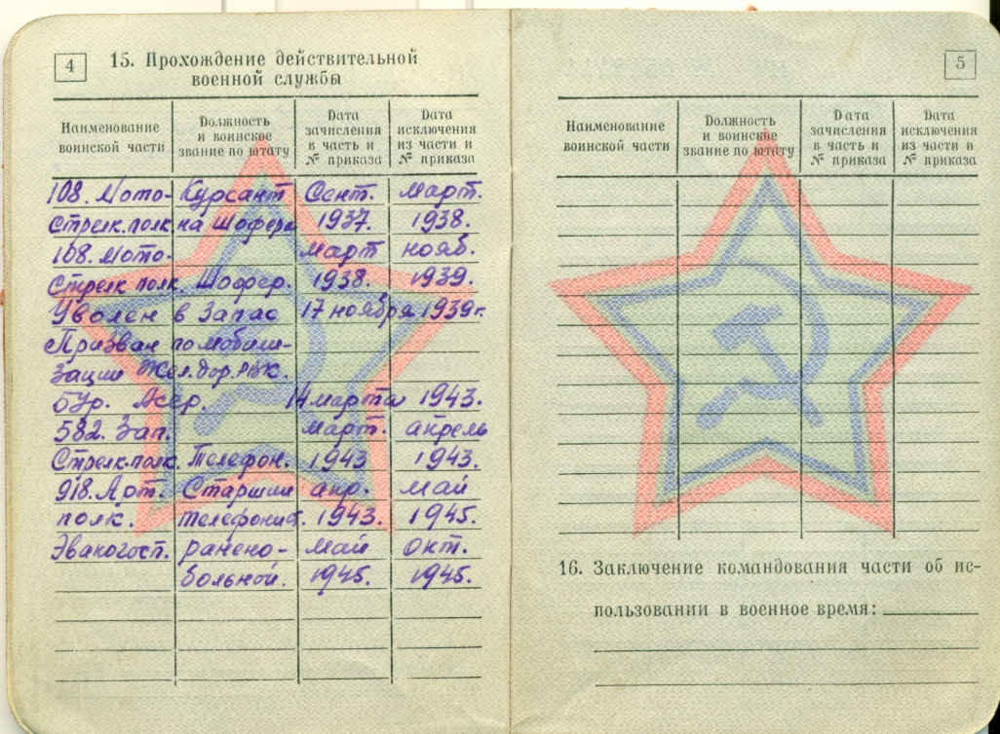 4
15. Прохождение действительной
военной службы
Наименование
воинской части
Должность
и воинское
звание по штату
Дата
зачисления
в часть и
№ приказа
Дата
исключения
из части и
№ приказа
108. Мото- Курсант Сент. Март.
Стрелк. полк на Шофера 1937. 1938.
108. Мото- март нояб.
Стрелк полк. Шофер. 1938. 1939.
Уволен в Запас 17 ноября 1939г.
Призван по мобили-
зации Жел.дор. РВК.
14 марта 1943.
582. Зап. март. апрель
Стрелк.полк. Телефон. 1943 1943.
918. Арт. Старший апр. май
полк. телефонист. 1943. 1945.
Эвакогосп. ранено- май окт.
больной. 1945. 1945.
5
Наименование
воинской части
Должность
и воинское
звание по штату
Дата
зачисления
в часть и
№ приказа
Дата
исключения
из части и
№ приказа
16. Заключение командования части об ис-
пользовании в военное время: